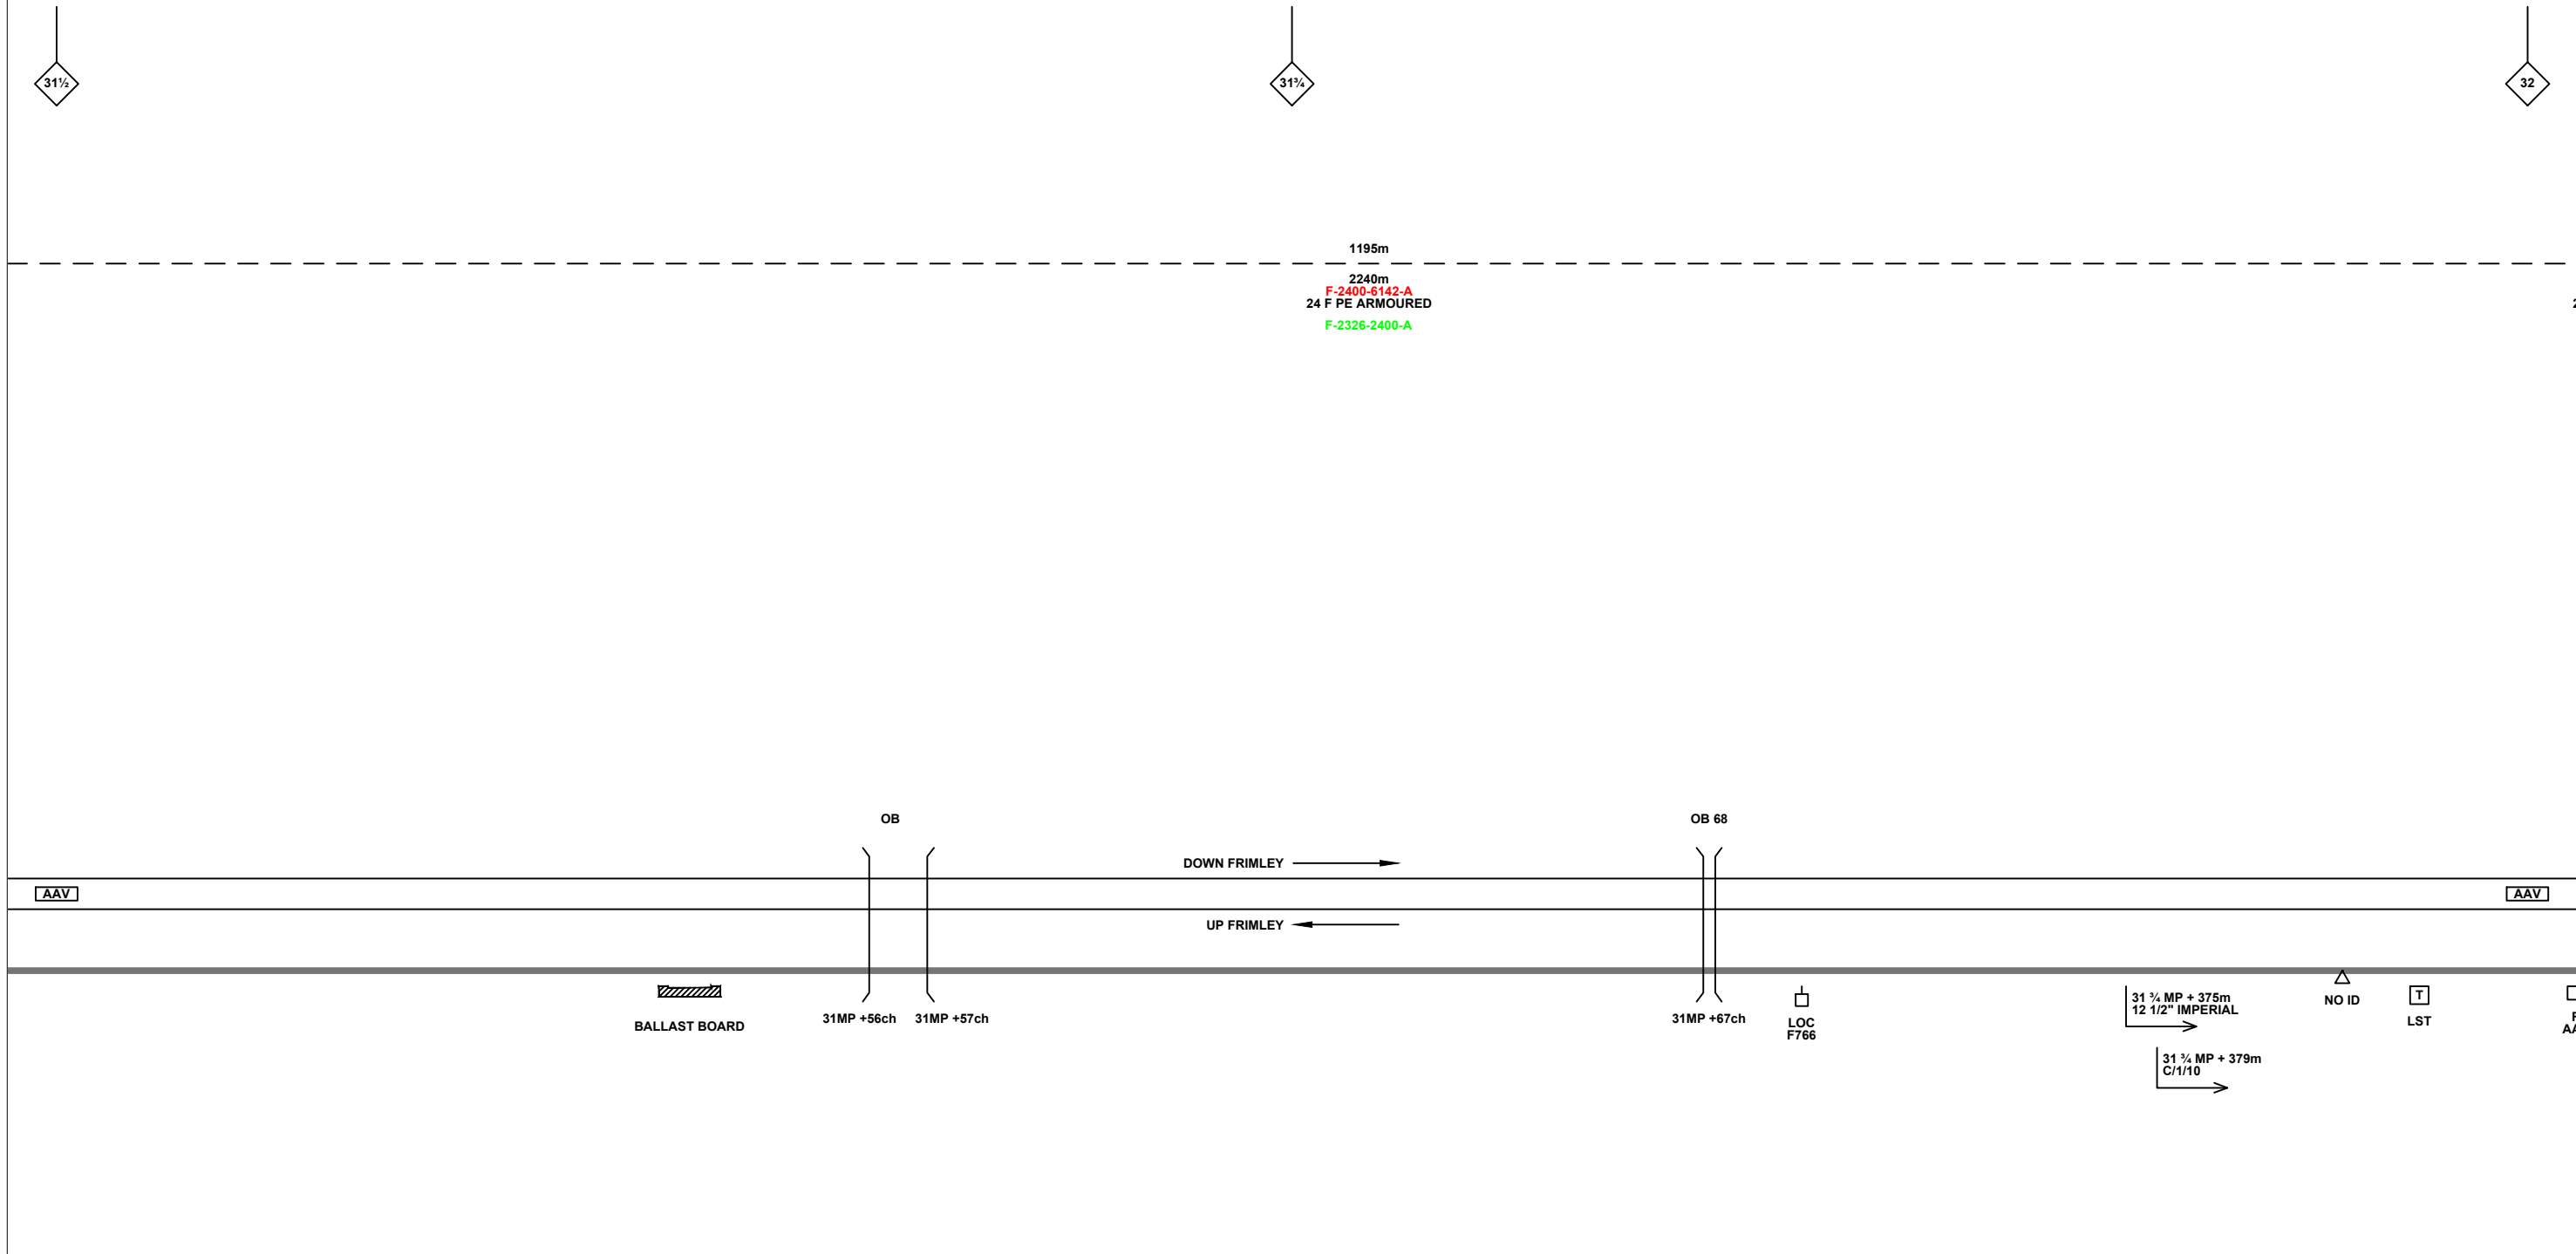 31½
31¾
32
1195m
2240m
F-2400-6142-A
24 F PE ARMOURED
F-2326-2400-A
OB
OB 68
DOWN FRIMLEY
AAV
AAV
UP FRIMLEY
BALLAST BOARD
31MP +56ch
31MP +57ch
31MP +67ch
LOC
F766
31 ¾ MP + 375m
12 1/2" IMPERIAL
31 ¾ MP + 379m
C/1/10
NO ID
T
LST